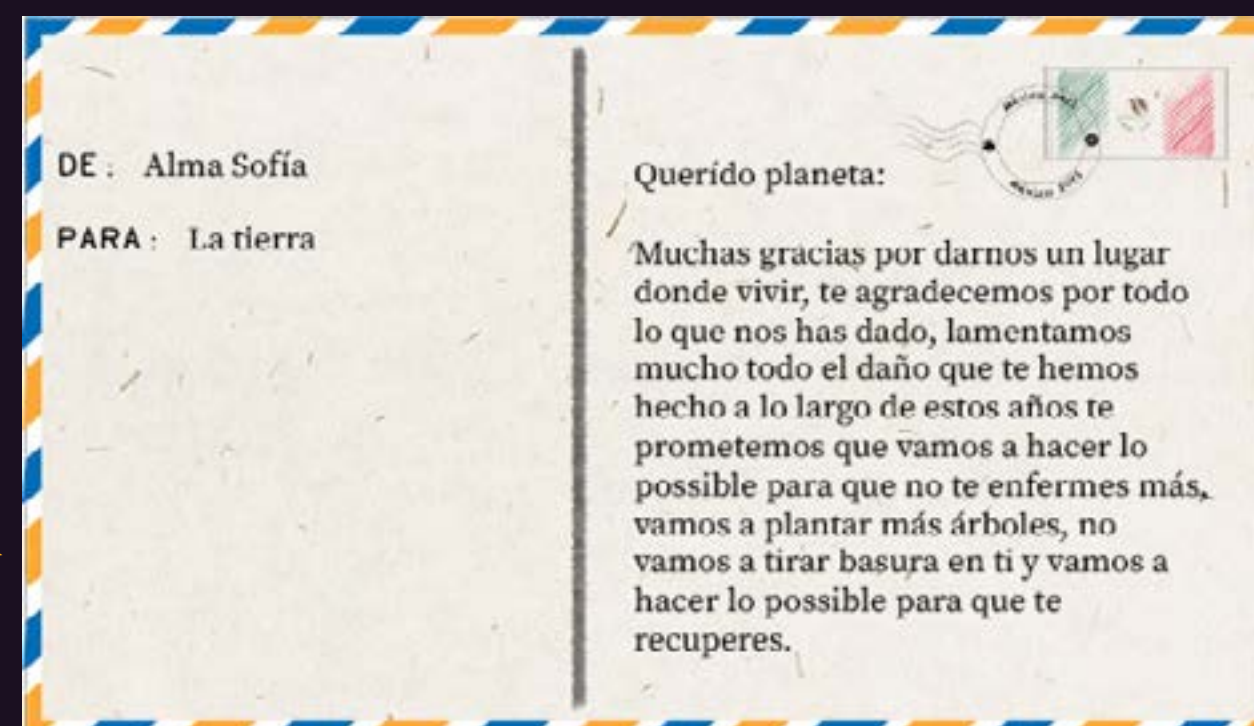 DE: Alma Sofía
PARA: La tierra
Querído planeta:
Muchas gracias por darnos un lugar
donde vivir, te agradecemos por todo
lo que nos has dado, lamentamos
mucho todo el daño que te hemos
hecho a lo largo de estos años te
prometemos que vamos a hacer lo
possible para que no te enfermes más,
vamos a plantar más árboles, no
vamos a tirar basura en ti y vamos a
hacer lo possible para que te
recuperes.